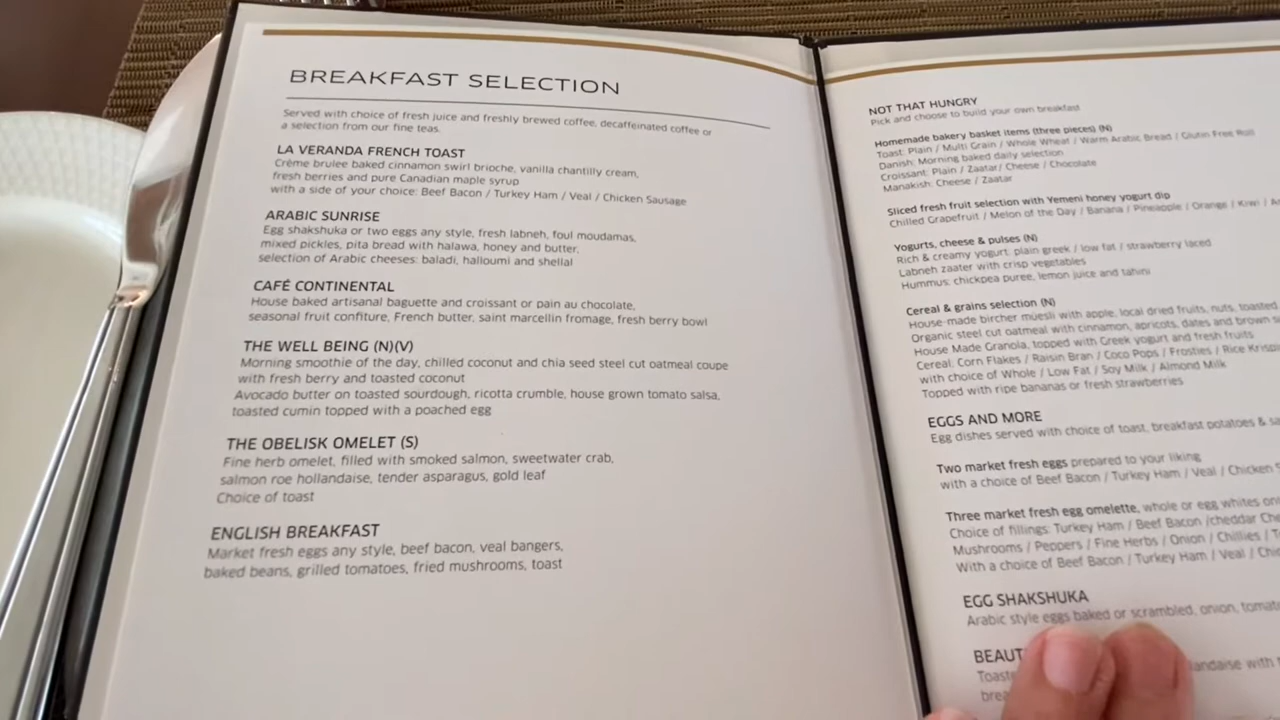 BREAKFAST SELECTION
Served with choice of fresh juice and freshly brewed coffee, decaffeinated coffee or
a selection from our fine teas.
LA VERANDA FRENCH TOAST
Crème brulee baked cinnamon swirl brioche, vanilla chantilly cream,
fresh berries and pure Canadian maple syrup
with a side of your choice: Beef Bacon / Turkey Ham / Veal / Chicken Sausage
ARABIC SUNRISE
Egg shakshuka or two eggs any style, fresh labneh, foul moudamas,
mixed pickles, pita bread with halawa, honey and butter,
selection of Arabic cheeses: baladi, halloumi and shellal
CAFÉ CONTINENTAL
House baked artisanal baguette and croissant or pain au chocolate,
seasonal fruit confiture, French butter, saint marcellin fromage, fresh berry bowl
THE WELL BEING (N)(V)
Morning smoothie of the day, chilled coconut and chia seed steel cut oatmeal coupe
with fresh berry and toasted coconut
Avocado butter on toasted sourdough, ricotta crumble, house grown tomato salsa,
toasted cumin topped with a poached egg
THE OBELISK OMELET (S)
Fine herb omelet, filled with smoked salmon, sweetwater crab,
salmon roe hollandaise, tender asparagus, gold leaf
Choice of toast
ENGLISH BREAKFAST
Market fresh eggs any style, beef bacon, veal bangers,
baked beans, grilled tomatoes, fried mushrooms, toast
NOT THAT HUNGRY
Pick and choose to build your own breakfast
Homemade bakery basket items (three pieces) (N)
Toast: Plain / Multi Grain / Whole Wheat / Warm Arabic Bread / Glutin Free Roll
Danish: Morning baked daily selection
Croissant: Plain / Zaatar/ Cheese / Chocolate
Manakish: Cheese / Zaatar
Sliced fresh fruit selection with Yemeni honey yogurt dip
Chilled Grapefruit / Melon of the Day / Banana / Pineapple / Orange / Kiwi /
Yogurts, cheese & pulses (N)
Rich & creamy yogurt: plain greek / low fat / strawberry laced
Labneh zaater with crisp vegetables
Hummus: chickpea puree, lemon juice and tahini
Cereal & grains selection (N)
House-made bircher muesli with apple, local dried fruits, nuts, toasted
Organic steel cut oatmeal with cinnamon, apricots, dates and brown
House Made Granola, topped with Greek yogurt and fresh fruits
Cereal: Corn Flakes / Raisin Bran / Coco Pops / Frosties / Rice
with choice of Whole / Low Fat / Soy Milk / Almond Milk
Topped with ripe bananas or fresh strawberries
EGGS AND MORE
Egg dishes served with choice of toast, breakfast potatoes &
Two market fresh eggs prepared to your liking
with a choice of Beef Bacon / Turkey Ham / Veal / Chicken
Three market fresh egg omelette, whole or egg whites
Choice of fillings: Turkey Ham / Beef Bacon /cheddar
Mushrooms / Peppers / Fine Herbs / Onion / Chillies /
With a choice of Beef Bacon / Turkey Ham / Veal /
EGG SHAKSHUKA
Arabic style eggs baked or scrambled, onion,